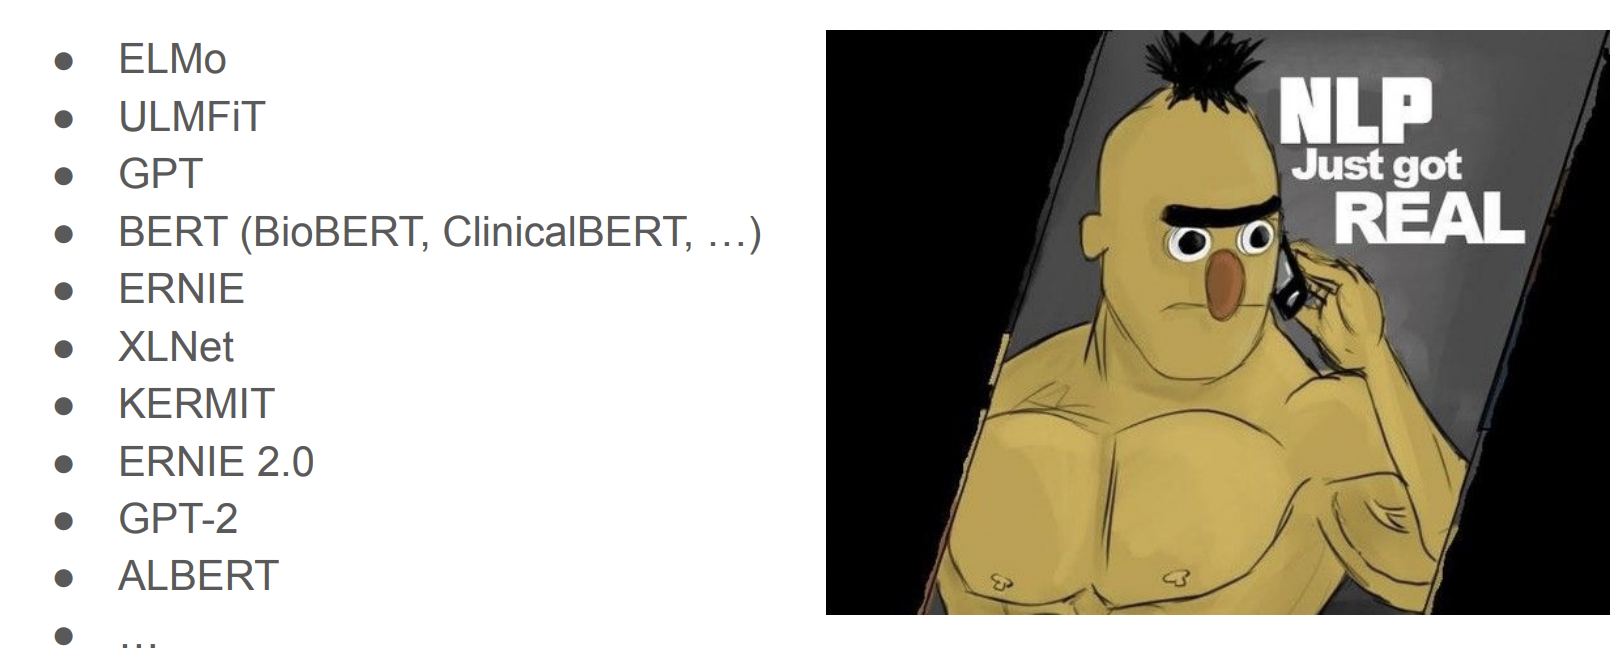 ● ELMo
● ULMFiT
● GPT
● BERT (BioBERT, ClinicalBERT, …)
● ERNIE
● XLNet
● KERMIT
● ERNIE 2.0
● GPT-2
● ALBERT
● …
NLP
Just got
REAL